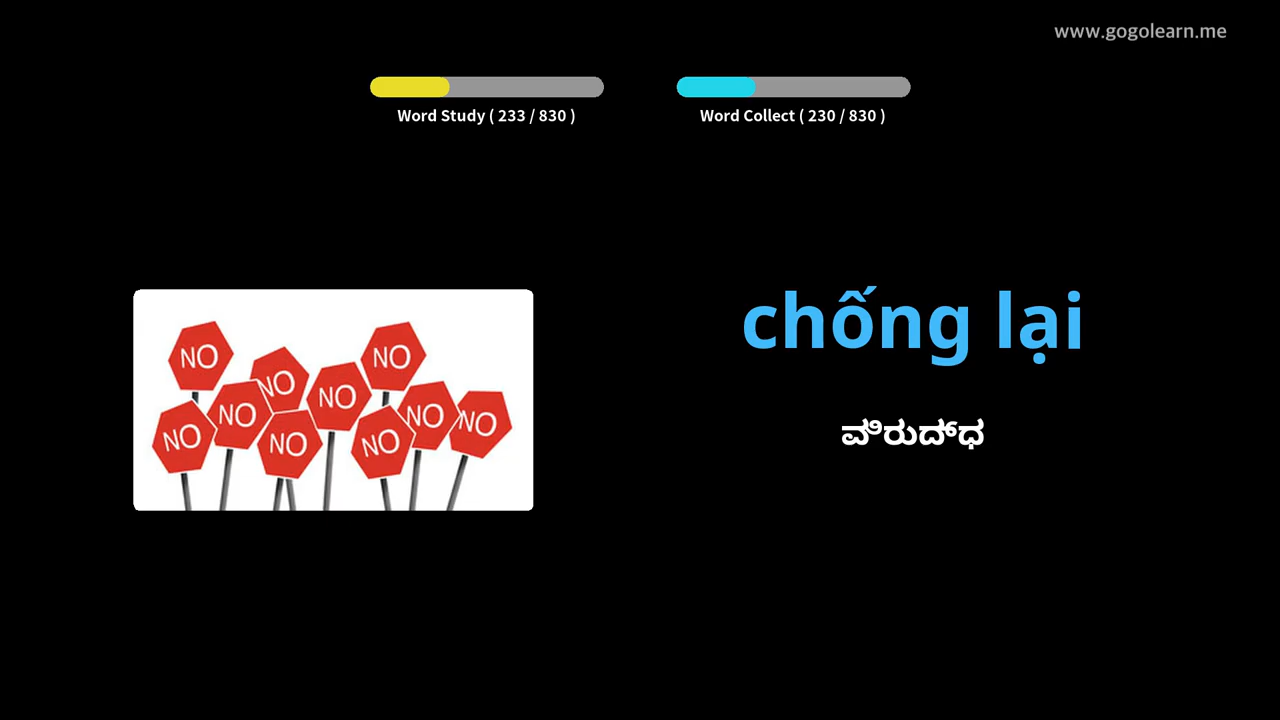 www.gogolearn.me
Word Study ( 233 / 830 )
Word Collect ( 230 / 830 )
chống lại
ವಿರುದ್ಧ
NO
NO
NO
NO
NO
NO
NO
NO
NO
NO